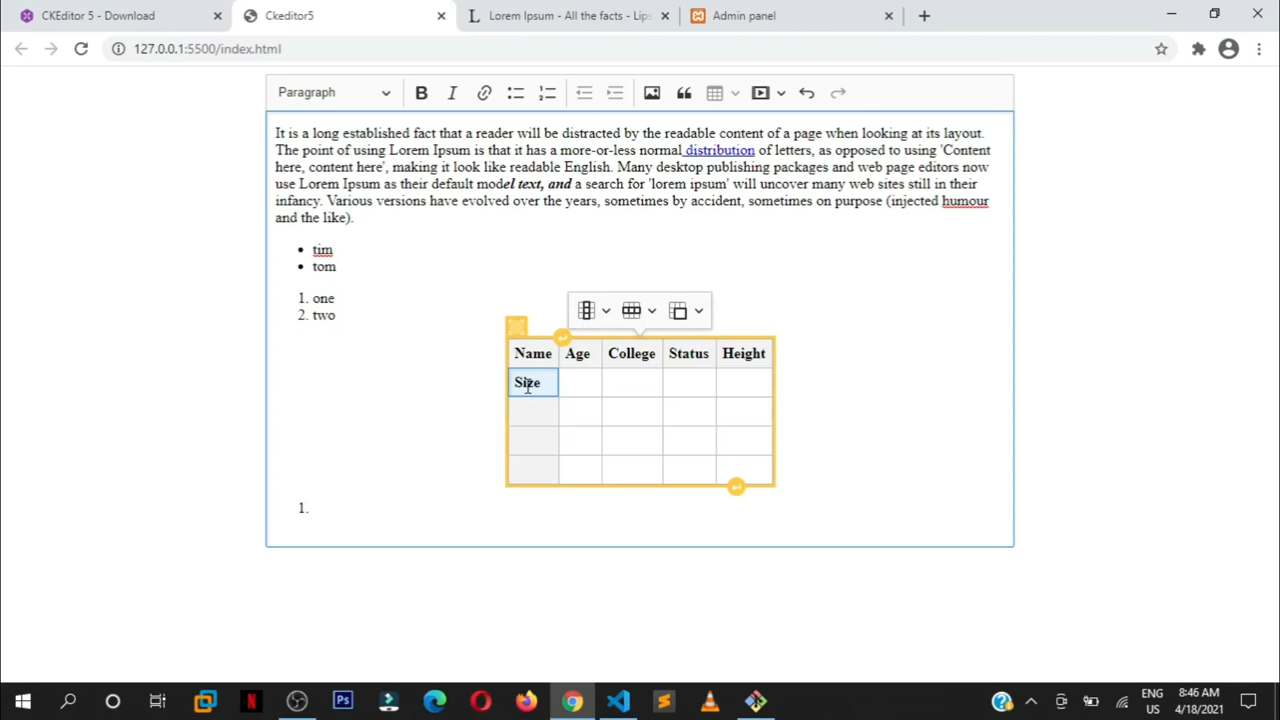 CKEditor 5 - Download
Ckeditor5
Lorem Ipsum - All the facts - Lips
Admin panel
127.0.0.1:5500/index.html
Paragraph
B I
It is a long established fact that a reader will be distracted by the readable content of a page when looking at its layout.
The point of using Lorem Ipsum is that it has a more-or-less normal distribution of letters, as opposed to using 'Content
here, content here', making it look like readable English. Many desktop publishing packages and web page editors now
use Lorem Ipsum as their default model text, and a search for 'lorem ipsum' will uncover many web sites still in their
infancy. Various versions have evolved over the years, sometimes by accident, sometimes on purpose (injected humour
and the like).
• tim
• tom
1. one
2. two
Name Age College Status Height
Size
1.
Ps
ENG
US
8:46 AM
4/18/2021